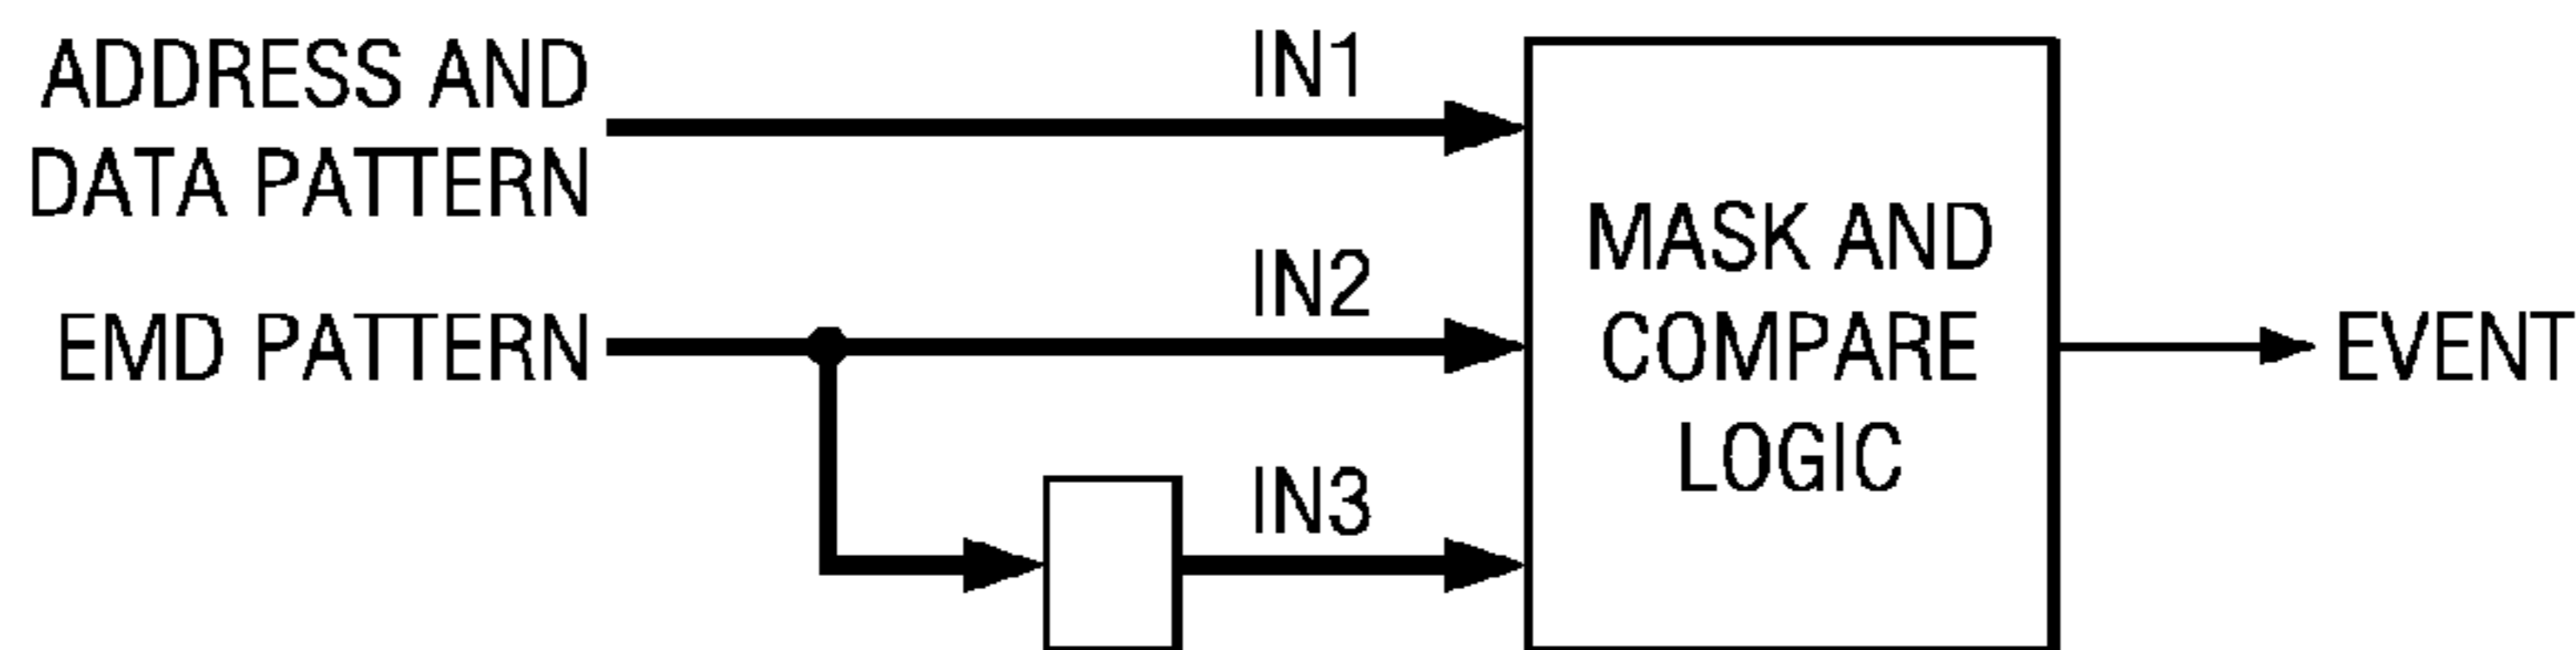 ADDRESS AND
DATA PATTERN
IN1
EMD PATTERN
IN2
IN3
MASK AND
COMPARE
LOGIC
EVENT